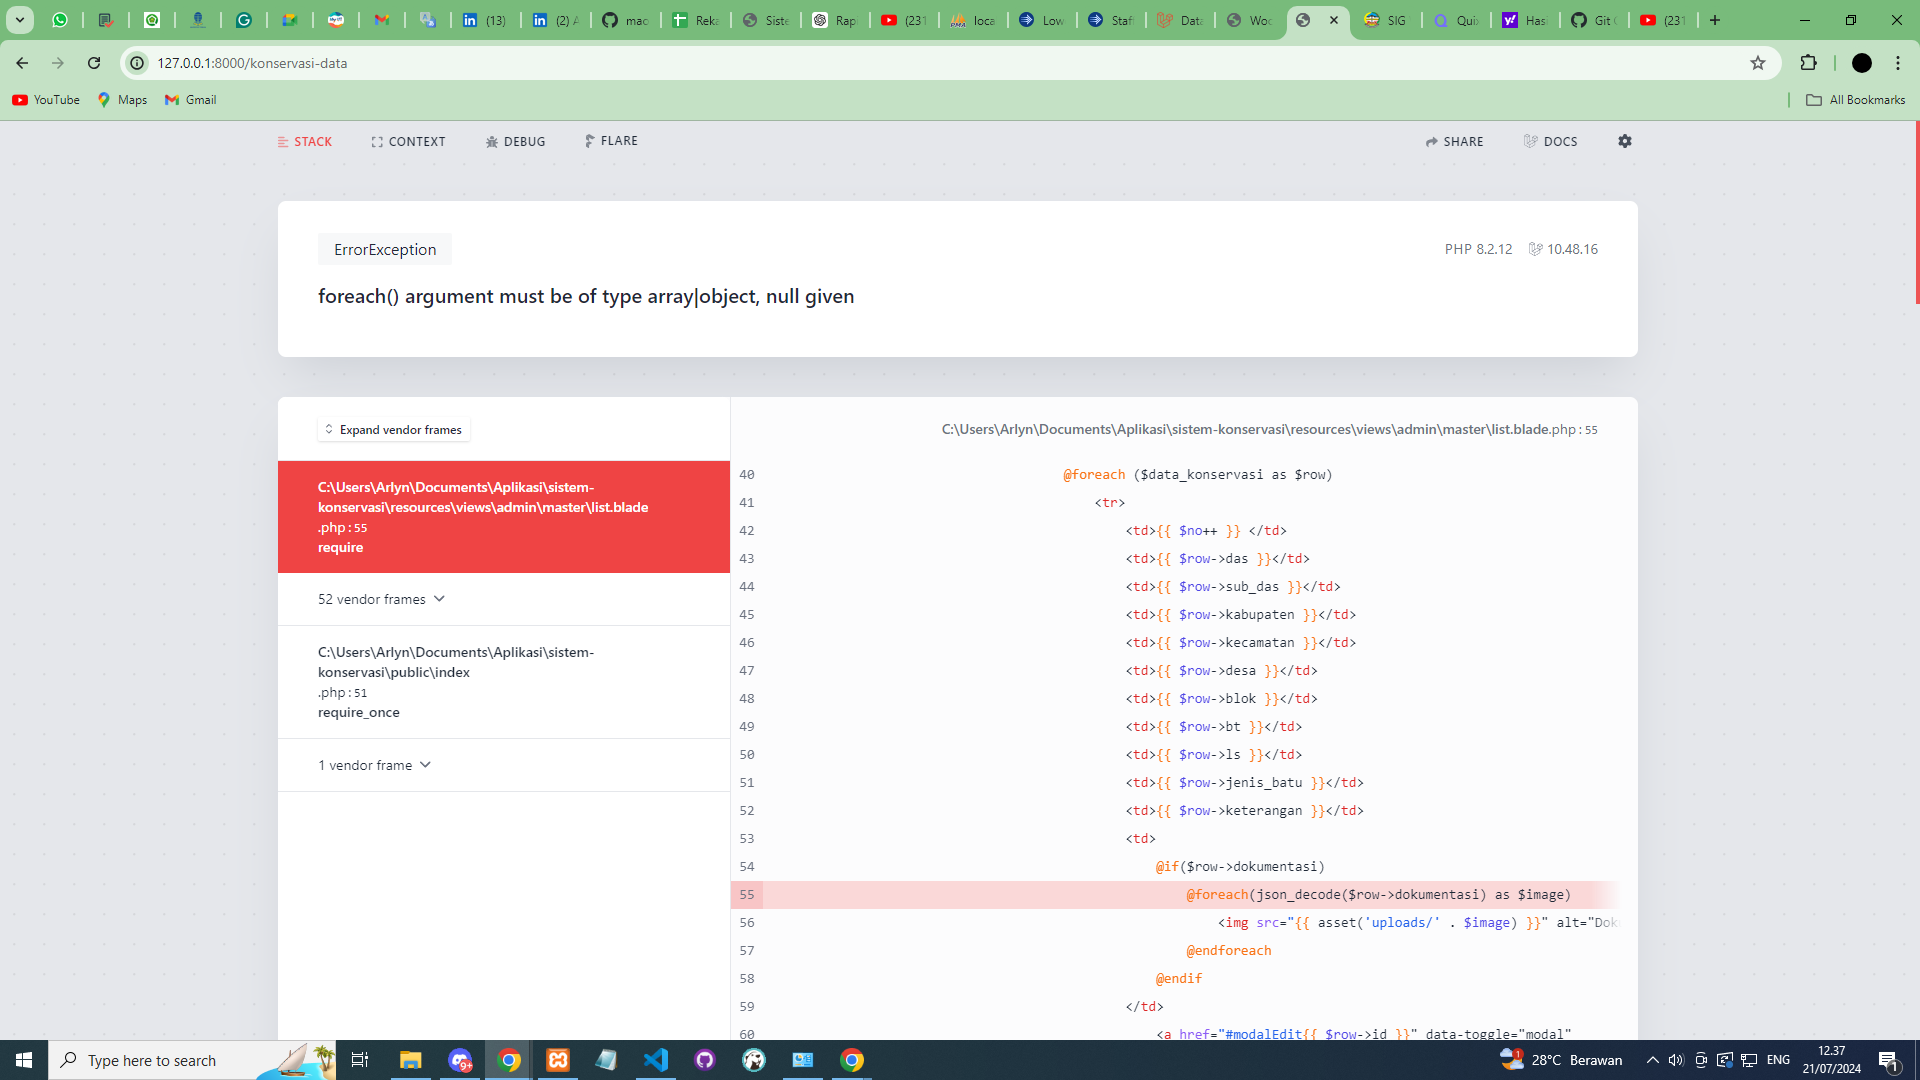 (13)
(2) A
mao
Reka
Siste
Rapi
(231
loca
Low
Staf
Data
Woo
SIG
Quix
Hasi
Git C
(231
127.0.0.1:8000/konservasi-data
YouTube
Maps
Gmail
All Bookmarks
STACK
CONTEXT
DEBUG
FLARE
SHARE
DOCS
ErrorException
PHP 8.2.12
10.48.16
foreach() argument must be of type array|object, null given
Expand vendor frames
C:\Users\Arlyn\Documents\Aplikasi\sistem-
konservasi\resources\views\admin\master\list.blade
.php : 55
require
52 vendor frames
C:\Users\Arlyn\Documents\Aplikasi\sistem-
konservasi\public\index
.php : 51
require_once
1 vendor frame
C:\Users\Arlyn\Documents\Aplikasi\sistem-konservasi\resources\views\admin\master\list.blade.php : 55
40 @foreach ($data_konservasi as $row)
41 <tr>
42 <td>{{ $no++ }} </td>
43 <td>{{ $row->das }}</td>
44 <td>{{ $row->sub_das }}</td>
45 <td>{{ $row->kabupaten }}</td>
46 <td>{{ $row->kecamatan }}</td>
47 <td>{{ $row->desa }}</td>
48 <td>{{ $row->blok }}</td>
49 <td>{{ $row->bt }}</td>
50 <td>{{ $row->ls }}</td>
51 <td>{{ $row->jenis_batu }}</td>
52 <td>{{ $row->keterangan }}</td>
53 <td>
54 @if($row->dokumentasi)
55 @foreach(json_decode($row->dokumentasi) as $image)
56 <img src="{{ asset('uploads/' . $image) }}" alt="Dok
57 @endforeach
58 @endif
59 </td>
60 <a href="#modalEdit{{ $row->id }}" data-toggle="modal"
Type here to search
9+
1
28°C Berawan
ENG
12.37
21/07/2024
1